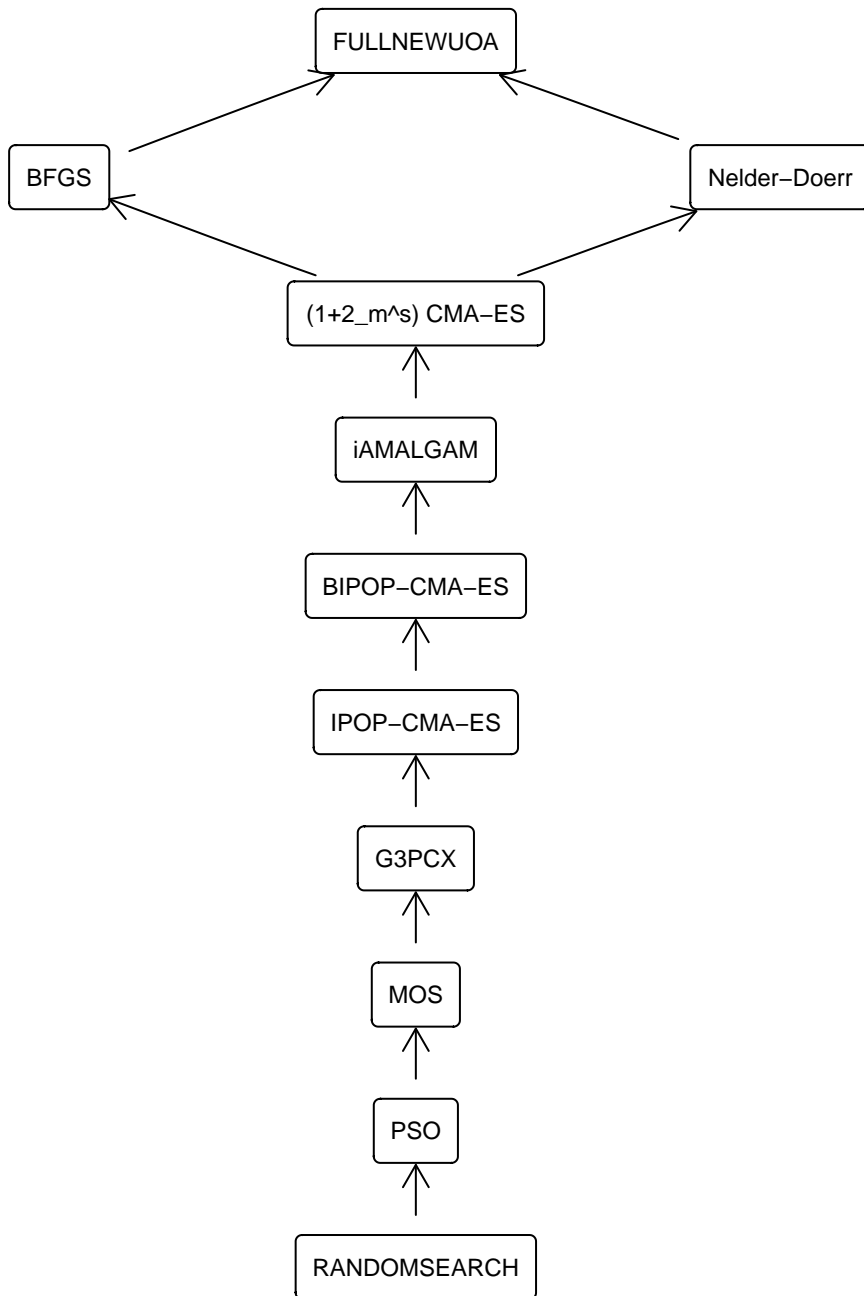 FULLNEWUOA
BFGS
Nelder−Doerr
(1+2_m^s) CMA−ES
iAMALGAM
BIPOP−CMA−ES
IPOP−CMA−ES
G3PCX
MOS
PSO
RANDOMSEARCH